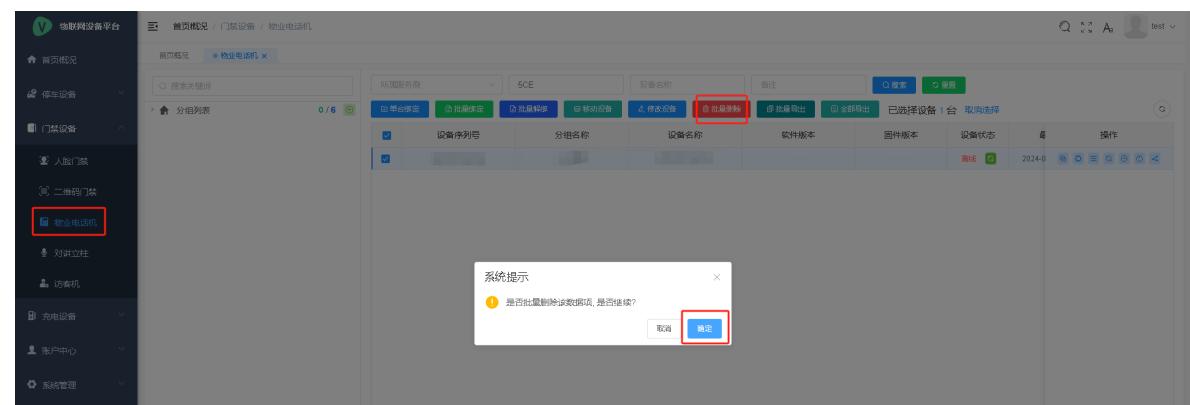 物联网设备平台
首页概况 / 门禁设备 / 物业电话机
test
首页概况
物业电话机 ×
首页概况
停车设备
门禁设备
人脸门禁
二维码门禁
物业电话机
对讲立柱
访客机
充电设备
账户中心
系统管理
搜索关键词
分组列表 0 / 6
所属服务商
5CE
设备名称
备注
搜索
重置
单台绑定 批量绑定 批量解绑 移动设备 修改设备 批量删除 批量导出 全部导出 已选择设备 1 台 取消选择
设备序列号 分组名称 设备名称 软件版本 固件版本 设备状态 操作
离线 2024-0
系统提示 ×
是否批量删除该数据项, 是否继续?
取消 确定